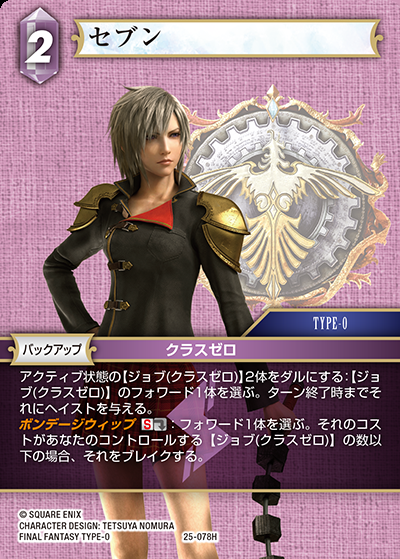 2
セブン
TYPE-0
バックアップ
クラスゼロ
アクティブ状態の【ジョブ(クラスゼロ)】2体をダルにする:【ジョ
ブ(クラスゼロ)】のフォワード1体を選ぶ。ターン終了時まで
それにヘイストを与える。
ボンデージウィップ S :フォワード1体を選ぶ。それのコス
トがあなたのコントロールする【ジョブ(クラスゼロ)】の数以
下の場合、それをブレイクする。
© SQUARE ENIX
CHARACTER DESIGN: TETSUYA NOMURA
FINAL FANTASY TYPE-0
25-078H